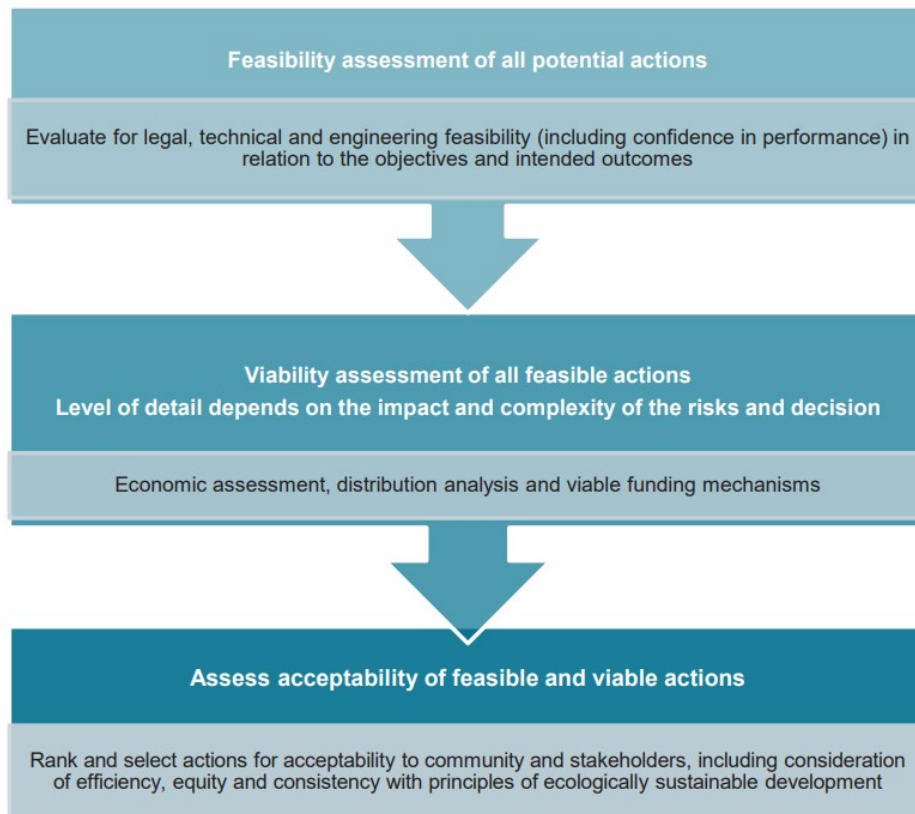 Feasibility assessment of all potential actions
Evaluate for legal, technical and engineering feasibility (including confidence in performance) in
relation to the objectives and intended outcomes
Viability assessment of all feasible actions
Level of detail depends on the impact and complexity of the risks and decision
Economic assessment, distribution analysis and viable funding mechanisms
Assess acceptability of feasible and viable actions
Rank and select actions for acceptability to community and stakeholders, including consideration
of efficiency, equity and consistency with principles of ecologically sustainable development